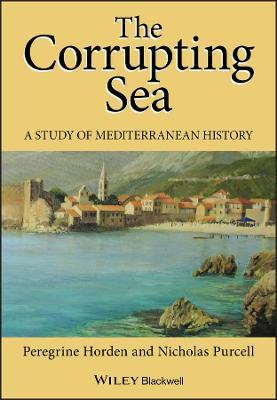 The
Corrupting
Sea
A STUDY OF MEDITERRANEAN HISTORY
Peregrine Horden and Nicholas Purcell
WILEY Blackwell